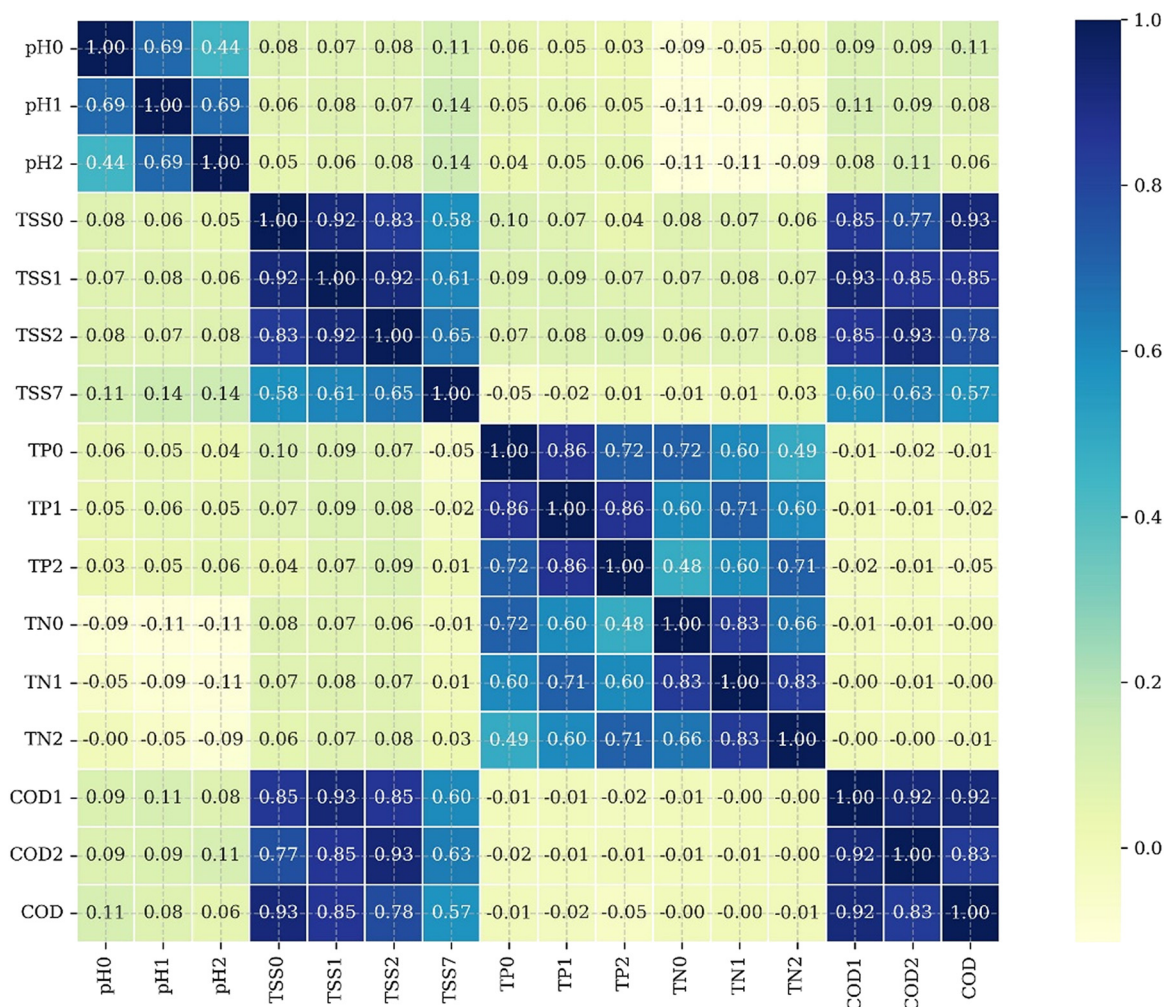 pH0 1.00 0.69 0.44 0.08 0.07 0.08 0.11 0.06 0.05 0.03 -0.09 -0.05 -0.00 0.09 0.09 0.11
pH1 0.69 1.00 0.69 0.06 0.08 0.07 0.14 0.05 0.06 0.05 -0.11 -0.09 -0.05 0.11 0.09 0.08
pH2 0.44 0.69 1.00 0.05 0.06 0.08 0.14 0.04 0.05 0.06 -0.11 -0.11 -0.09 0.08 0.11 0.06
TSS0 0.08 0.06 0.05 1.00 0.92 0.83 0.58 0.10 0.07 0.04 0.08 0.07 0.06 0.85 0.77 0.93
TSS1 0.07 0.08 0.06 0.92 1.00 0.92 0.61 0.09 0.09 0.07 0.07 0.08 0.07 0.93 0.85 0.85
TSS2 0.08 0.07 0.08 0.83 0.92 1.00 0.65 0.07 0.08 0.09 0.06 0.07 0.08 0.85 0.93 0.78
TSS7 0.11 0.14 0.14 0.58 0.61 0.65 1.00 -0.05 -0.02 0.01 -0.01 0.01 0.03 0.60 0.63 0.57
TP0 0.06 0.05 0.04 0.10 0.09 0.07 -0.05 1.00 0.86 0.72 0.72 0.60 0.49 -0.01 -0.02 -0.01
TP1 0.05 0.06 0.05 0.07 0.09 0.08 -0.02 0.86 1.00 0.86 0.60 0.71 0.60 -0.01 -0.01 -0.02
TP2 0.03 0.05 0.06 0.04 0.07 0.09 0.01 0.72 0.86 1.00 0.48 0.60 0.71 -0.02 -0.01 -0.05
TN0 -0.09 -0.11 -0.11 0.08 0.07 0.06 -0.01 0.72 0.60 0.48 1.00 0.83 0.66 -0.01 -0.01 -0.00
TN1 -0.05 -0.09 -0.11 0.07 0.08 0.07 0.01 0.60 0.71 0.60 0.83 1.00 0.83 -0.00 -0.01 -0.00
TN2 -0.00 -0.05 -0.09 0.06 0.07 0.08 0.03 0.49 0.60 0.71 0.66 0.83 1.00 -0.00 -0.00 -0.01
COD1 0.09 0.11 0.08 0.85 0.93 0.85 0.60 -0.01 -0.01 -0.02 -0.01 -0.00 -0.00 1.00 0.92 0.92
COD2 0.09 0.09 0.11 0.77 0.85 0.93 0.63 -0.02 -0.01 -0.01 -0.01 -0.01 -0.00 0.92 1.00 0.83
COD 0.11 0.08 0.06 0.93 0.85 0.78 0.57 -0.01 -0.02 -0.05 -0.00 -0.00 -0.01 0.92 0.83 1.00
pH0 pH1 pH2 TSS0 TSS1 TSS2 TSS7 TP0 TP1 TP2 TN0 TN1 TN2 COD1 COD2 COD
1.0
0.8
0.6
0.4
0.2
0.0